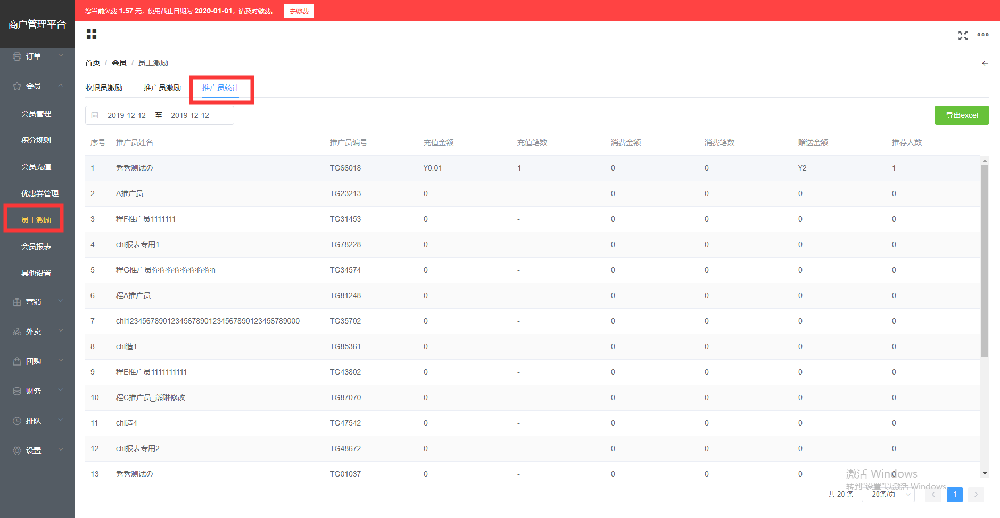 商户管理平台
您当前欠费 1.57 元，使用截止日期为 2020-01-01，请及时缴费。 去缴费
订单
会员
会员管理
积分规则
会员充值
优惠券管理
员工激励
会员报表
其他设置
营销
外卖
团购
财务
排队
设置
首页 / 会员 / 员工激励
收银员激励 推广员激励 推广员统计
2019-12-12 至 2019-12-12 导出excel
序号 推广员姓名 推广员编号 充值金额 充值笔数 消费金额 消费笔数 赠送金额 推荐人数
1 秀秀测试の TG66018 ¥0.01 1 0 0 ¥2 1
2 A推广员 TG23213 0 - 0 0 0 0
3 程F推广员1111111 TG31453 0 - 0 0 0 0
4 chl报表专用1 TG78228 0 - 0 0 0 0
5 程G推广员你你你你你你你你n TG34574 0 - 0 0 0 0
6 程A推广员 TG81248 0 - 0 0 0 0
7 chl123456789012345678901234567890123456789000 TG35702 0 - 0 0 0 0
8 chl造1 TG85361 0 - 0 0 0 0
9 程E推广员1111111111 TG43802 0 - 0 0 0 0
10 程C推广员_熊琳修改 TG87070 0 - 0 0 0 0
11 chl造4 TG47542 0 - 0 0 0 0
12 chl报表专用2 TG48672 0 - 0 0 0 0
13 秀秀测试の TG01037 0 - 0 0 0 0
激活 Windows
转到"设置"以激活 Windows。
共 20 条 20条/页 1